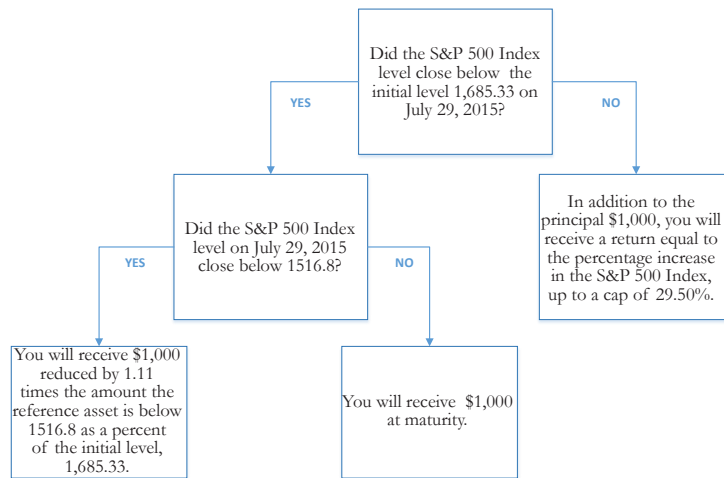 Did the S&P 500 Index
level close below the
initial level 1,685.33 on
July 29, 2015?
YES
NO
Did the S&P 500 Index
level on July 29, 2015
close below 1516.8?
In addition to the
principal $1,000, you will
receive a return equal to
the percentage increase
in the S&P 500 Index,
up to a cap of 29.50%.
YES
NO
You will receive $1,000
reduced by 1.11
times the amount the
reference asset is below
1516.8 as a percent
of the initial level,
1,685.33.
You will receive $1,000
at maturity.